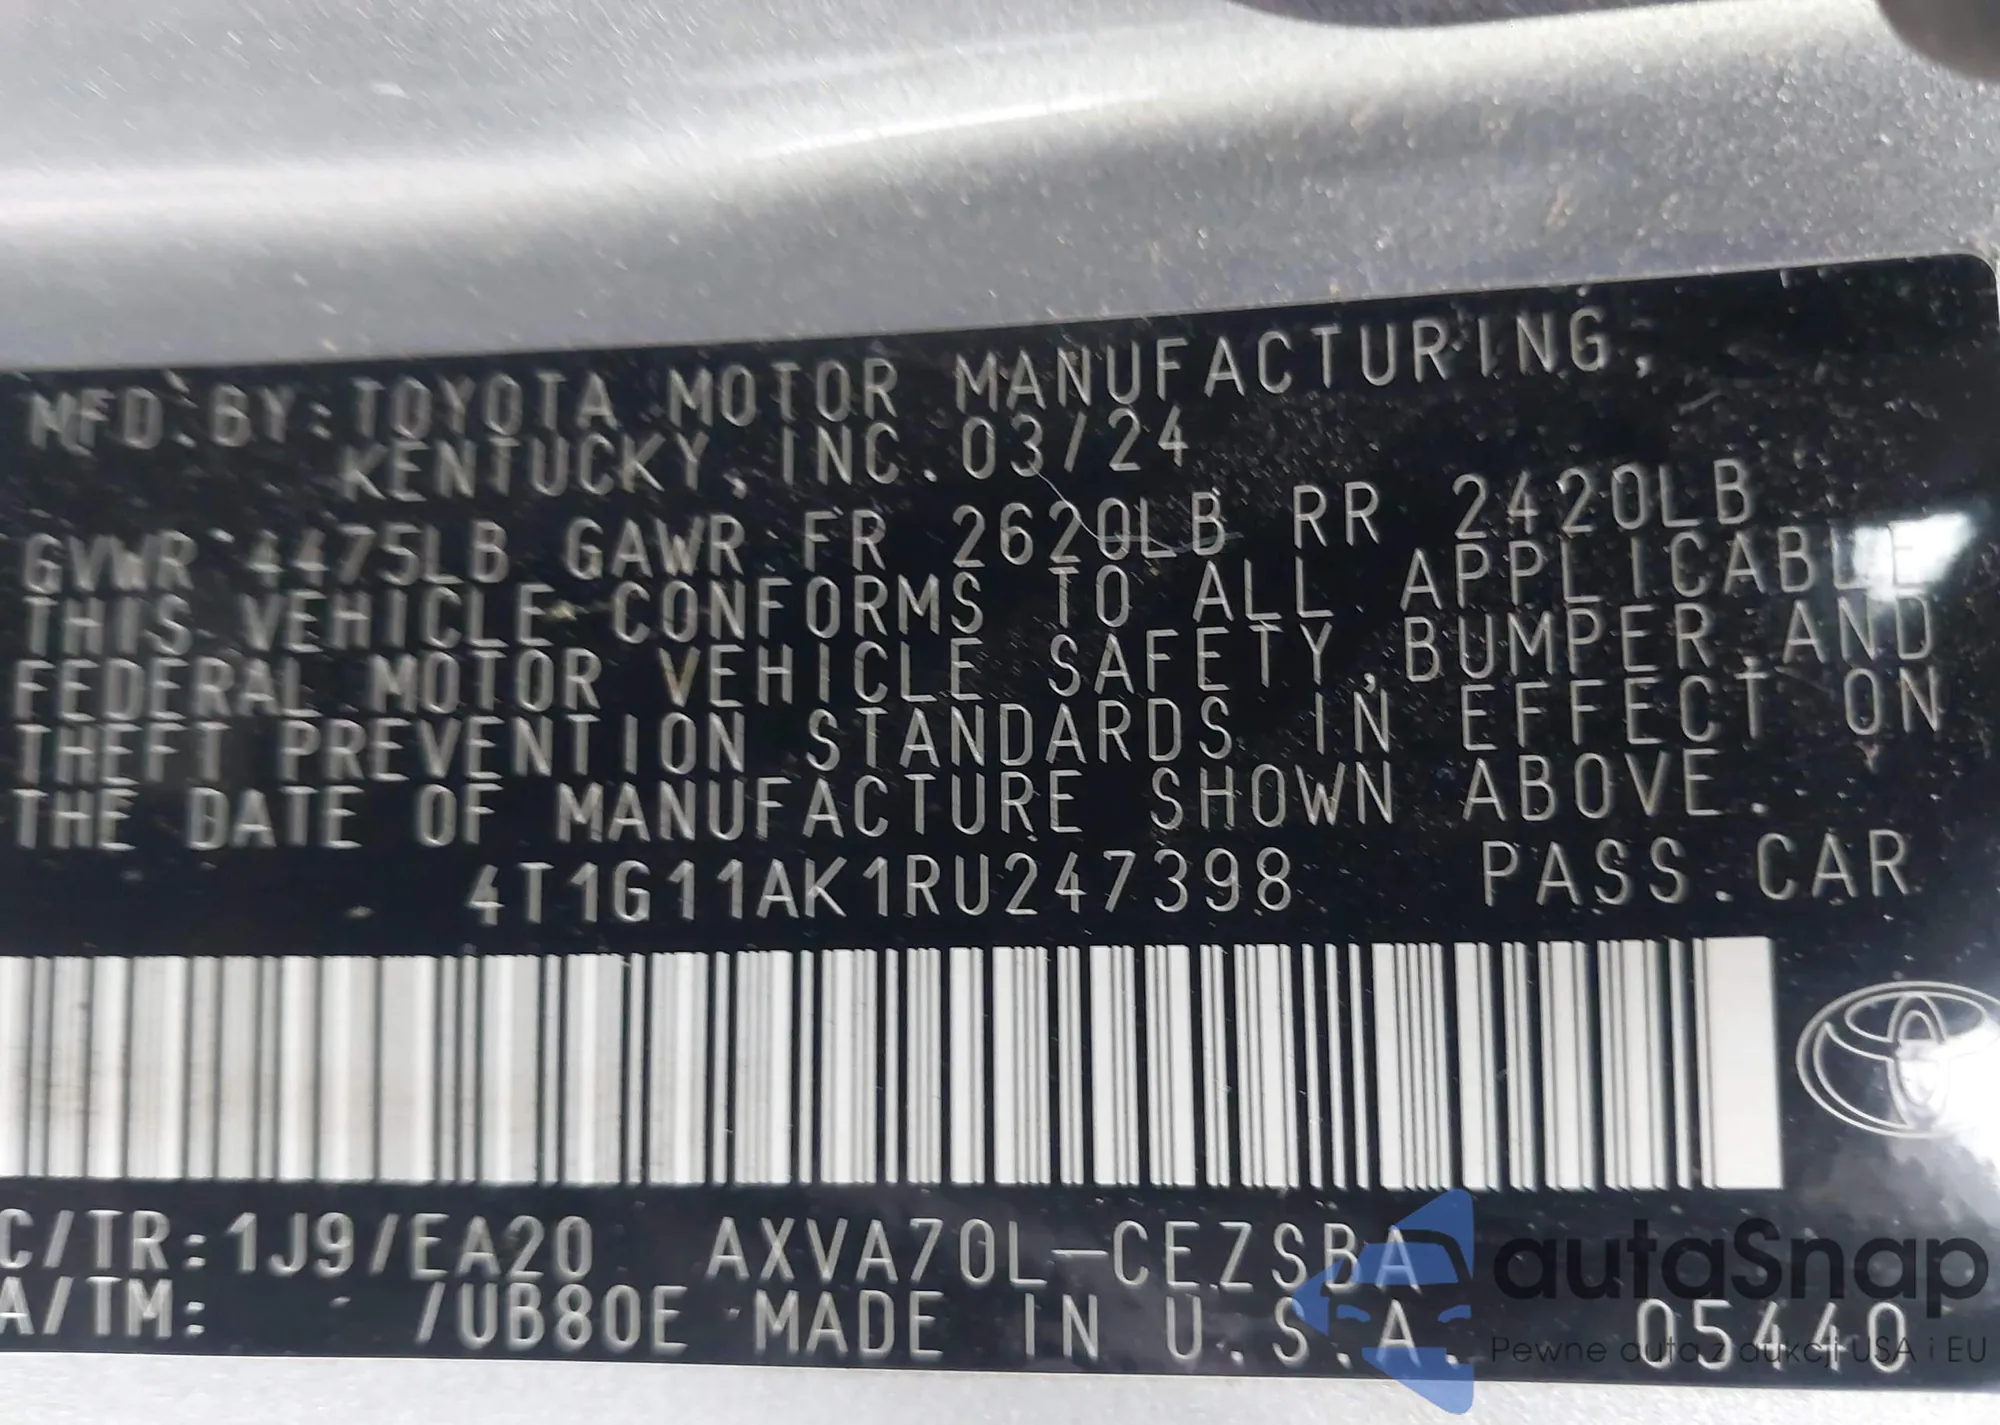 MFD.BY:TOYOTA MOTOR MANUFACTURING,
KENTUCKY, INC.03/24
GVWR 4475LB GAWR FR 2620LB RR 2420LB
THIS VEHICLE CONFORMS TO ALL APPLICABLE
FEDERAL MOTOR VEHICLE SAFETY,BUMPER,AND
THEFT PREVENTION STANDARDS IN EFFECT ON
THE DATE OF MANUFACTURE SHOWN ABOVE.
4T1G11AK1RU247398 PASS.CAR
C/TR:1J9/EA20 AXVA70L-CEZSBA
A/TM: -/UB80E MADE IN U.S.A. 05440
autaSnap
Pewne auta z aukcji USA i EU